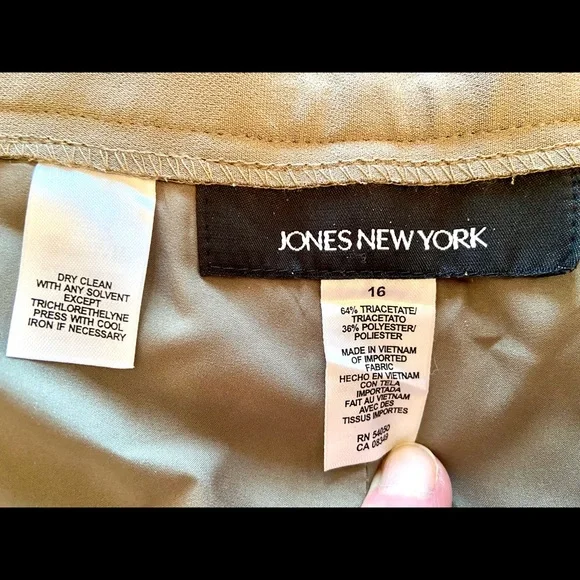 DRY CLEAN
WITH ANY SOLVENT
EXCEPT
TRICHLORETHELYNE
PRESS WITH COOL
IRON IF NECESSARY
JONES NEW YORK
16
64% TRIACETATE/
TRIACETATO
36% POLYESTER/
POLIESTER
MADE IN VIETNAM
OF IMPORTED
FABRIC
HECHO EN VIETNAM
CON TELA
IMPORTADA
FAIT AU VIETNAM
AVEC DES
TISSUS IMPORTES
RN 54050
CA 08349